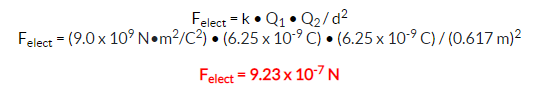 Felect = k • Q1 • Q2 / d²
Felect = (9.0 x 10⁹ N•m²/C²) • (6.25 x 10⁻⁹ C) • (6.25 x 10⁻⁹ C) / (0.617 m)²
Felect = 9.23 x 10⁻⁷ N